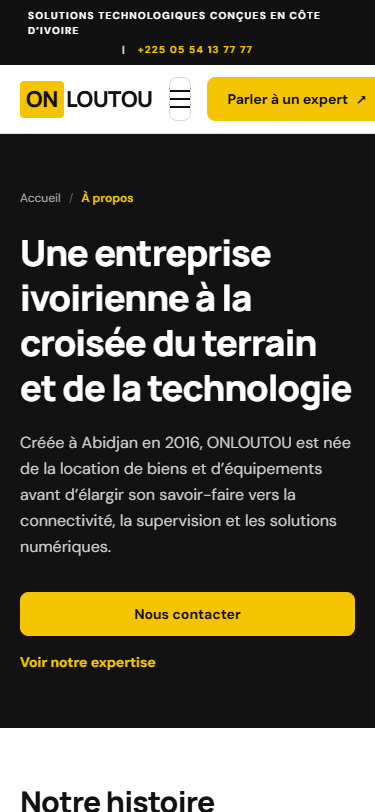 SOLUTIONS TECHNOLOGIQUES CONÇUES EN CÔTE
D’IVOIRE
| +225 05 54 13 77 77
ON LOUTOU
Parler à un expert ↗
Accueil / À propos
Une entreprise
ivoirienne à la
croisée du terrain
et de la technologie
Créée à Abidjan en 2016, ONLOUTOU est née
de la location de biens et d’équipements
avant d’élargir son savoir-faire vers la
connectivité, la supervision et les solutions
numériques.
Nous contacter
Voir notre expertise
Notre histoire